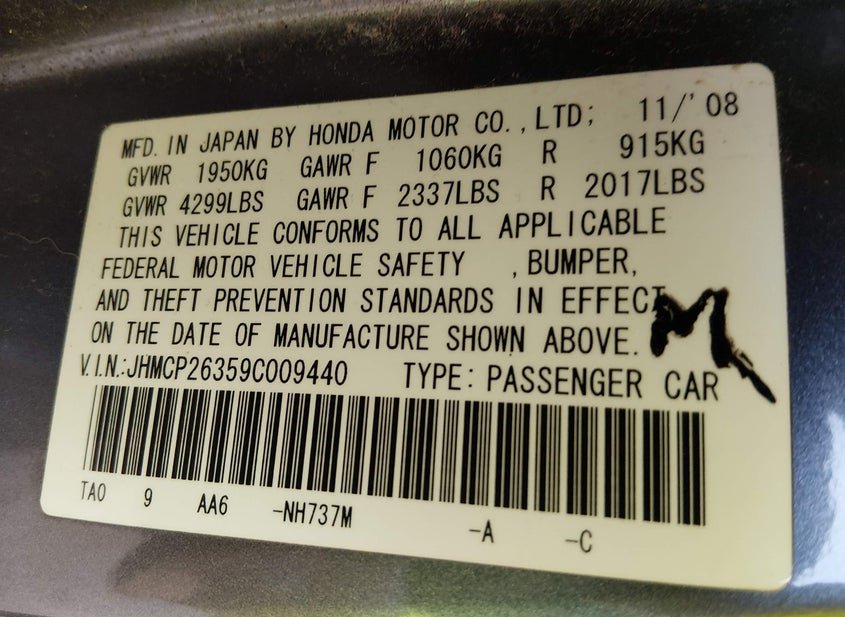 MFD. IN JAPAN BY HONDA MOTOR CO.,LTD; 11/'08
GVWR 1950KG GAWR F 1060KG R 915KG
GVWR 4299LBS GAWR F 2337LBS R 2017LBS
THIS VEHICLE CONFORMS TO ALL APPLICABLE
FEDERAL MOTOR VEHICLE SAFETY , BUMPER,
AND THEFT PREVENTION STANDARDS IN EFFECT
ON THE DATE OF MANUFACTURE SHOWN ABOVE. M
V.I.N.:JHMCP26359C009440 TYPE: PASSENGER CAR
TA0 9 AA6 -NH737M -A -C